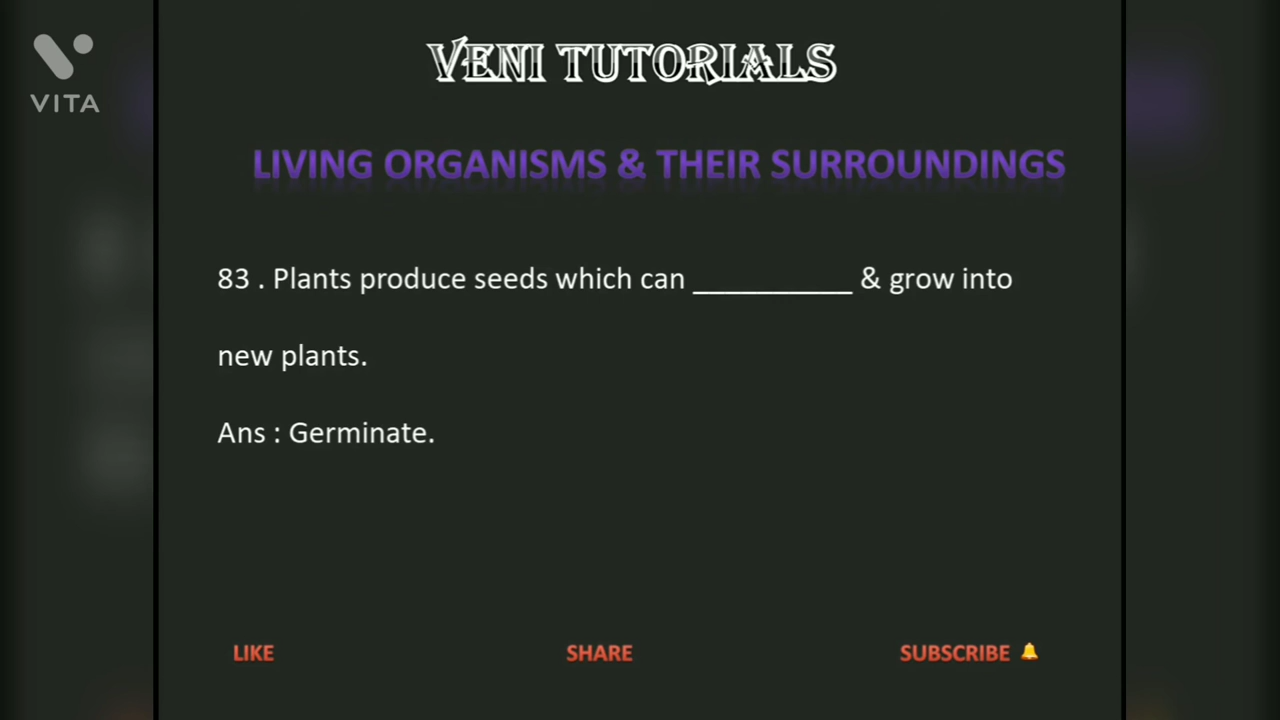 VITA
VENI TUTORIALS
LIVING ORGANISMS & THEIR SURROUNDINGS
83 . Plants produce seeds which can __________ & grow into
new plants.
Ans : Germinate.
LIKE SHARE SUBSCRIBE 🔔